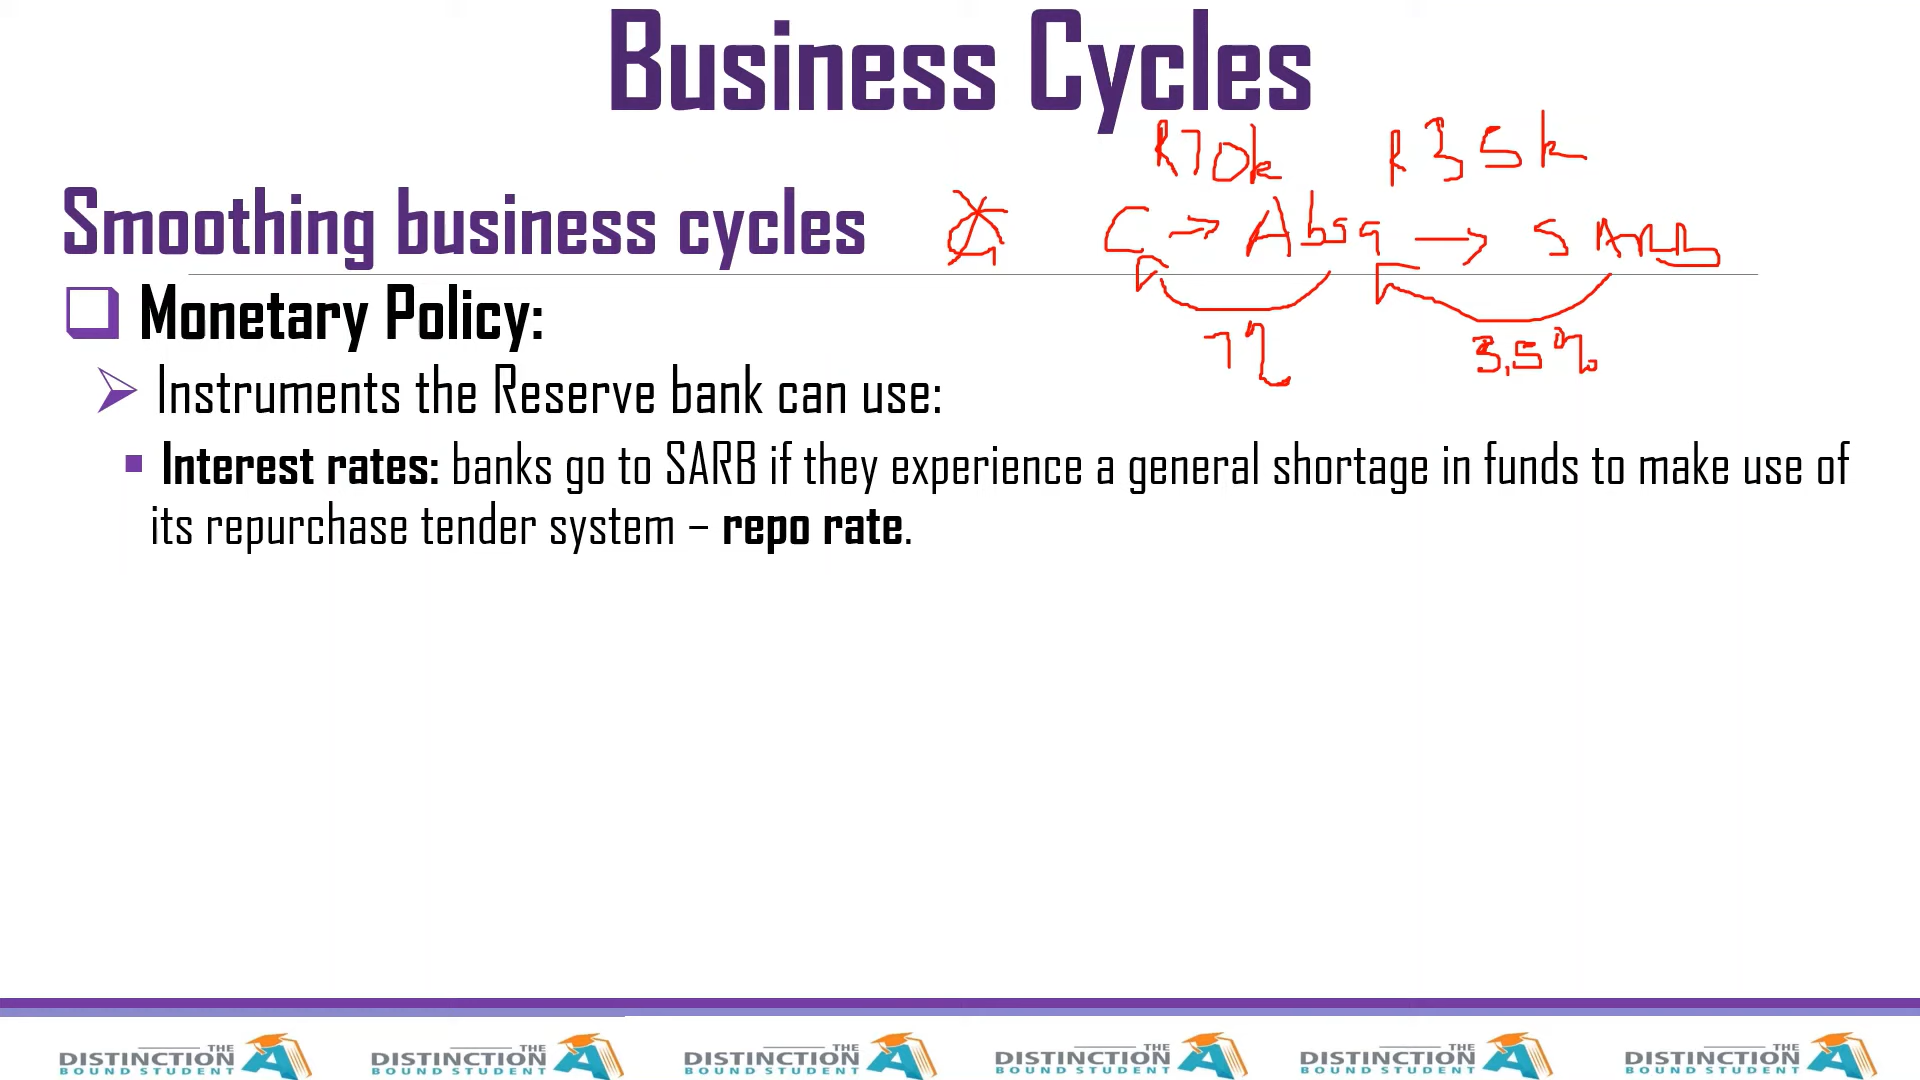 Business Cycles
R70k R35k
Smoothing business cycles C → Absa → SARB
Monetary Policy:
7% 3,5%
Instruments the Reserve bank can use:
Interest rates: banks go to SARB if they experience a general shortage in funds to make use of
its repurchase tender system – repo rate.
THE DISTINCTION BOUND STUDENT THE DISTINCTION BOUND STUDENT THE DISTINCTION BOUND STUDENT THE DISTINCTION BOUND STUDENT THE DISTINCTION BOUND STUDENT THE DISTINCTION BOUND STUDENT